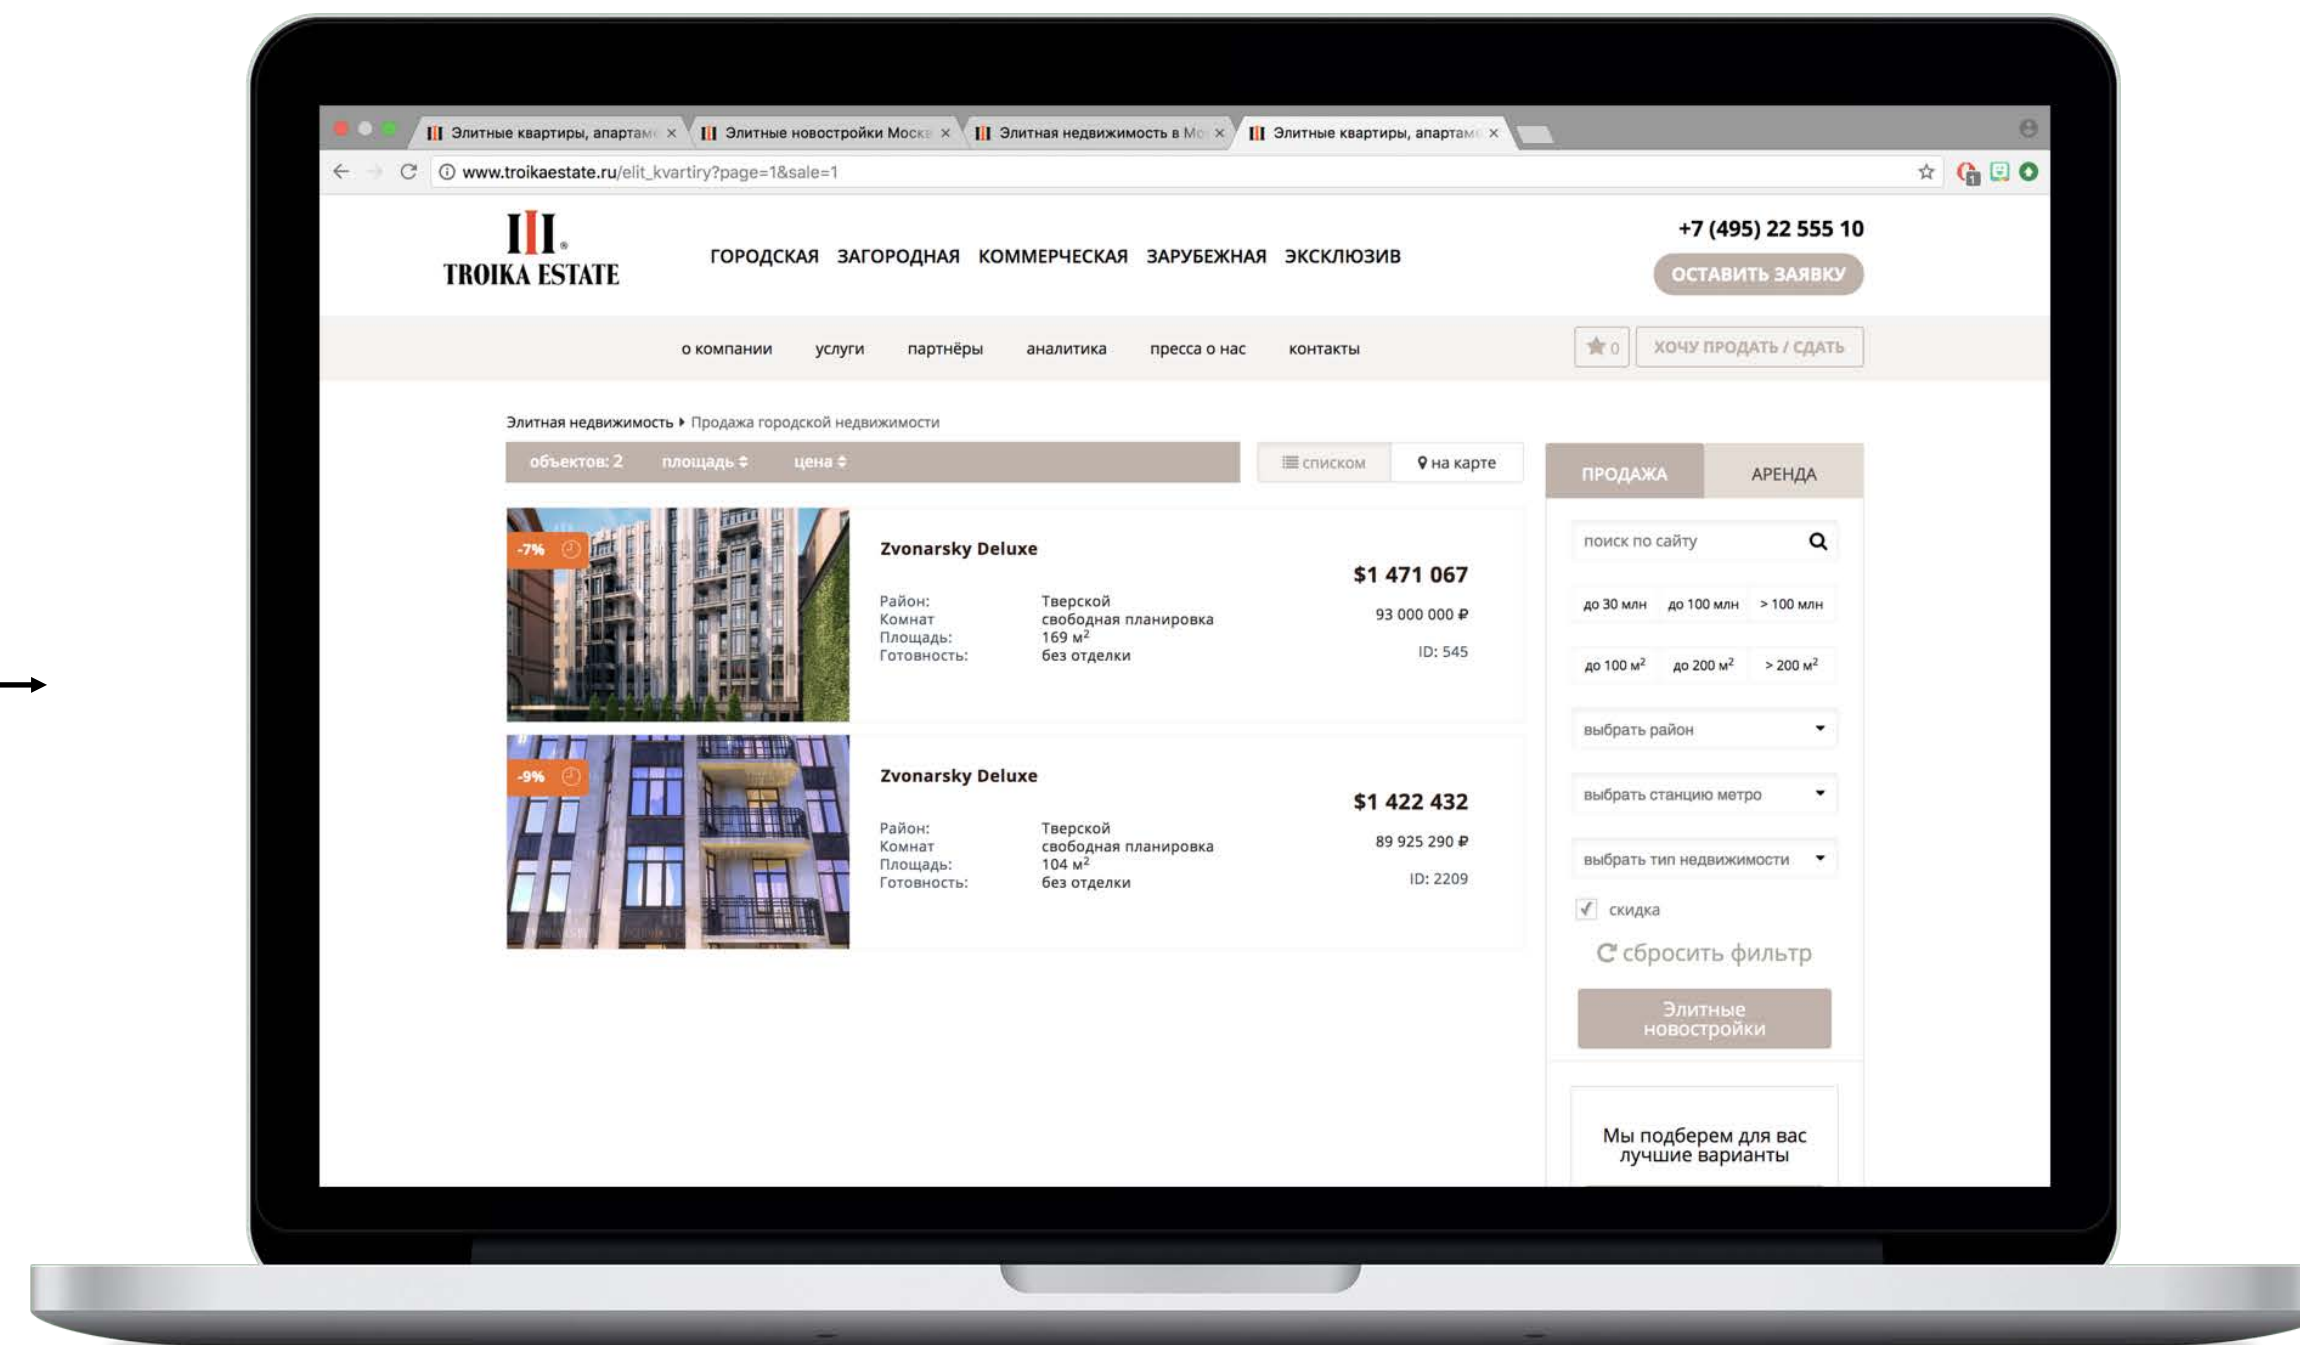 Элитные квартиры, апартам
Элитные новостройки Моск
Элитная недвижимость в Мо
Элитные квартиры, апартам
www.troikaestate.ru/elit_kvartiry?page=1&sale=1
1
III®
TROIKA ESTATE
ГОРОДСКАЯ ЗАГОРОДНАЯ КОММЕРЧЕСКАЯ ЗАРУБЕЖНАЯ ЭКСКЛЮЗИВ
+7 (495) 22 555 10
ОСТАВИТЬ ЗАЯВКУ
о компании услуги партнёры аналитика пресса о нас контакты
0
ХОЧУ ПРОДАТЬ / СДАТЬ
Элитная недвижимость Продажа городской недвижимости
объектов: 2 площадь цена
списком на карте
-7%
Zvonarsky Deluxe
$1 471 067
Район: Тверской
93 000 000 ₽
Комнат свободная планировка
Площадь: 169 м²
ID: 545
Готовность: без отделки
-9%
Zvonarsky Deluxe
$1 422 432
Район: Тверской
89 925 290 ₽
Комнат свободная планировка
Площадь: 104 м²
ID: 2209
Готовность: без отделки
ПРОДАЖА АРЕНДА
поиск по сайту
до 30 млн до 100 млн > 100 млн
до 100 м² до 200 м² > 200 м²
выбрать район
выбрать станцию метро
выбрать тип недвижимости
скидка
сбросить фильтр
Элитные
новостройки
Мы подберем для вас
лучшие варианты